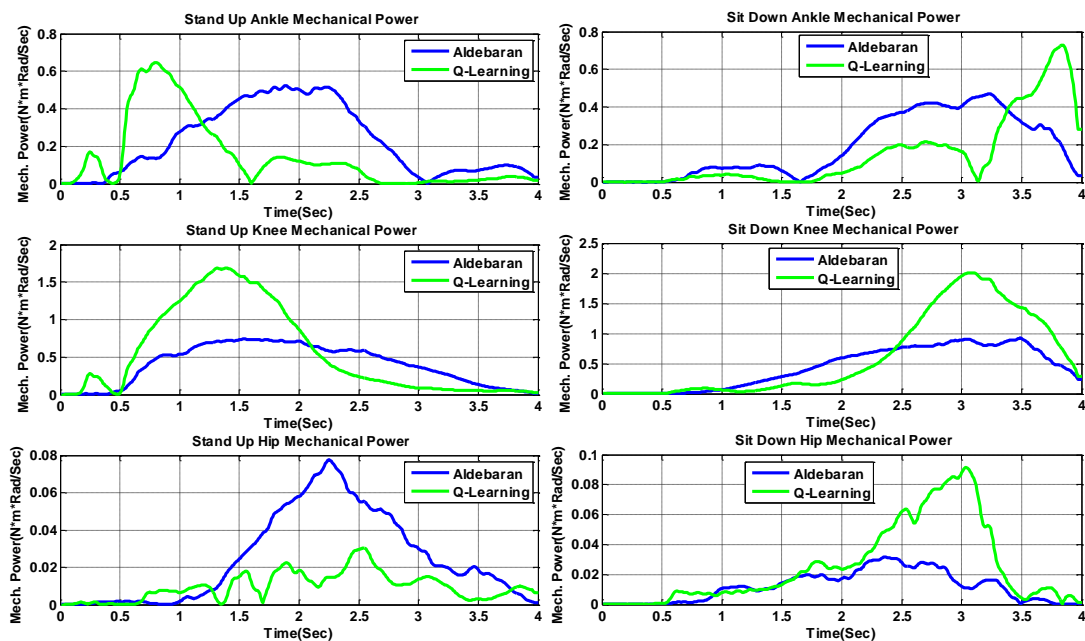 Stand Up Ankle Mechanical Power
Mech. Power(N*m*Rad/Sec)
0.8
0.6
0.4
0.2
0
Aldebaran
Q-Learning
0 0.5 1 1.5 2 2.5 3 3.5 4
Time(Sec)
Sit Down Ankle Mechanical Power
Mech. Power(N*m*Rad/Sec)
0.8
0.6
0.4
0.2
0
Aldebaran
Q-Learning
0 0.5 1 1.5 2 2.5 3 3.5 4
Time(Sec)
Stand Up Knee Mechanical Power
Mech. Power(N*m*Rad/Sec)
2
1.5
1
0.5
0
Aldebaran
Q-Learning
0 0.5 1 1.5 2 2.5 3 3.5 4
Time(Sec)
Sit Down Knee Mechanical Power
Mech. Power(N*m*Rad/Sec)
2.5
2
1.5
1
0.5
0
Aldebaran
Q-Learning
0 0.5 1 1.5 2 2.5 3 3.5 4
Time(Sec)
Stand Up Hip Mechanical Power
Mech. Power(N*m*Rad/Sec)
0.08
0.06
0.04
0.02
0
Aldebaran
Q-Learning
0 0.5 1 1.5 2 2.5 3 3.5 4
Time(Sec)
Sit Down Hip Mechanical Power
Mech. Power(N*m*Rad/Sec)
0.1
0.08
0.06
0.04
0.02
0
Aldebaran
Q-Learning
0 0.5 1 1.5 2 2.5 3 3.5 4
Time(Sec)